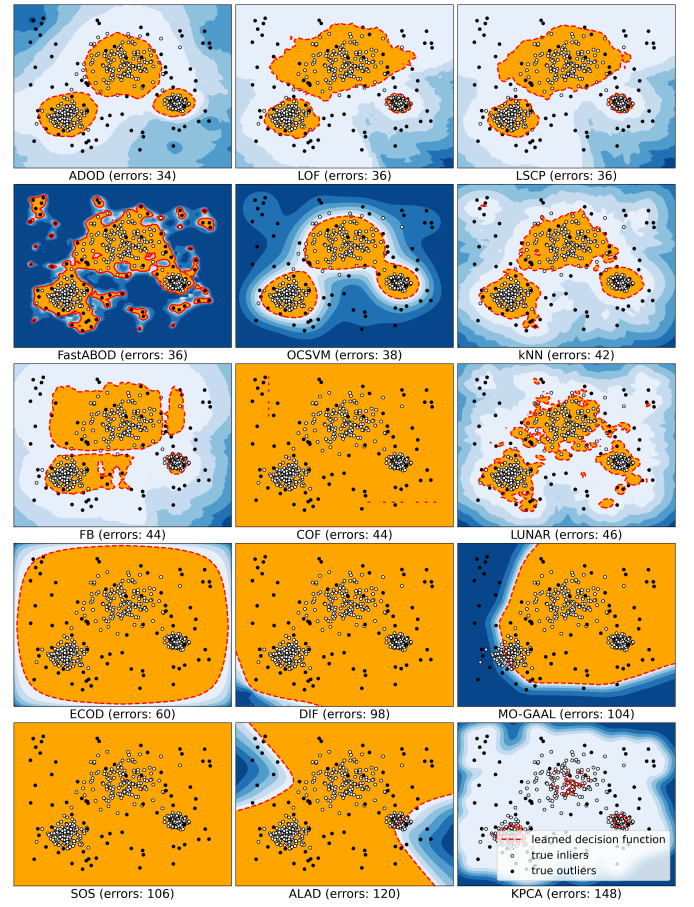 ADOD (errors: 34)
LOF (errors: 36)
LSCP (errors: 36)
FastABOD (errors: 36)
OCSVM (errors: 38)
kNN (errors: 42)
FB (errors: 44)
COF (errors: 44)
LUNAR (errors: 46)
ECOD (errors: 60)
DIF (errors: 98)
MO-GAAL (errors: 104)
learned decision function
true inliers
true outliers
SOS (errors: 106)
ALAD (errors: 120)
KPCA (errors: 148)